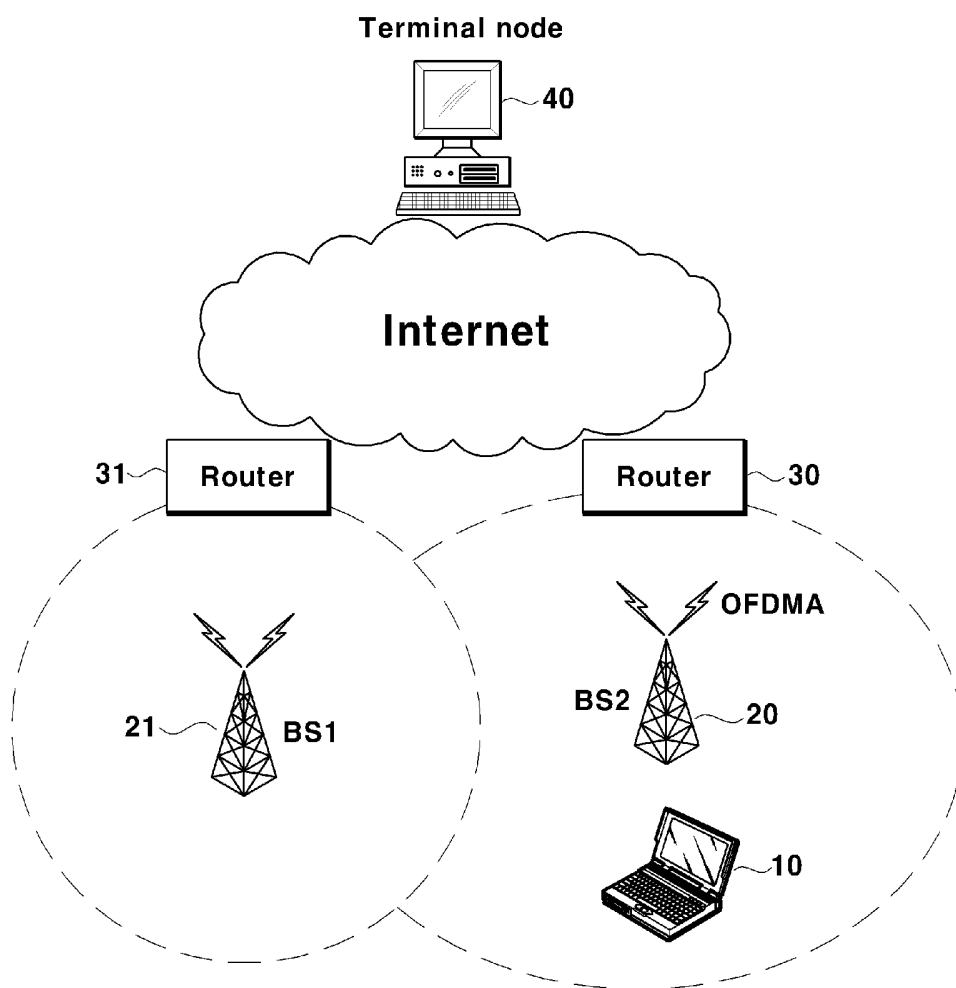 Terminal node
40
Internet
31
Router
Router
30
OFDMA
BS2
20
21
BS1
10